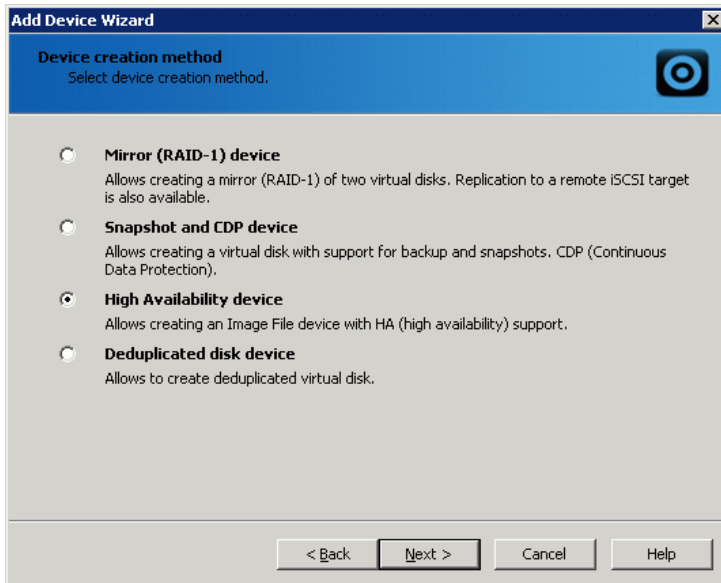 Add Device Wizard
Device creation method
Select device creation method.
Mirror (RAID-1) device
Allows creating a mirror (RAID-1) of two virtual disks. Replication to a remote iSCSI target
is also available.
Snapshot and CDP device
Allows creating a virtual disk with support for backup and snapshots. CDP (Continuous
Data Protection).
High Availability device
Allows creating an Image File device with HA (high availability) support.
Deduplicated disk device
Allows to create deduplicated virtual disk.
< Back Next > Cancel Help